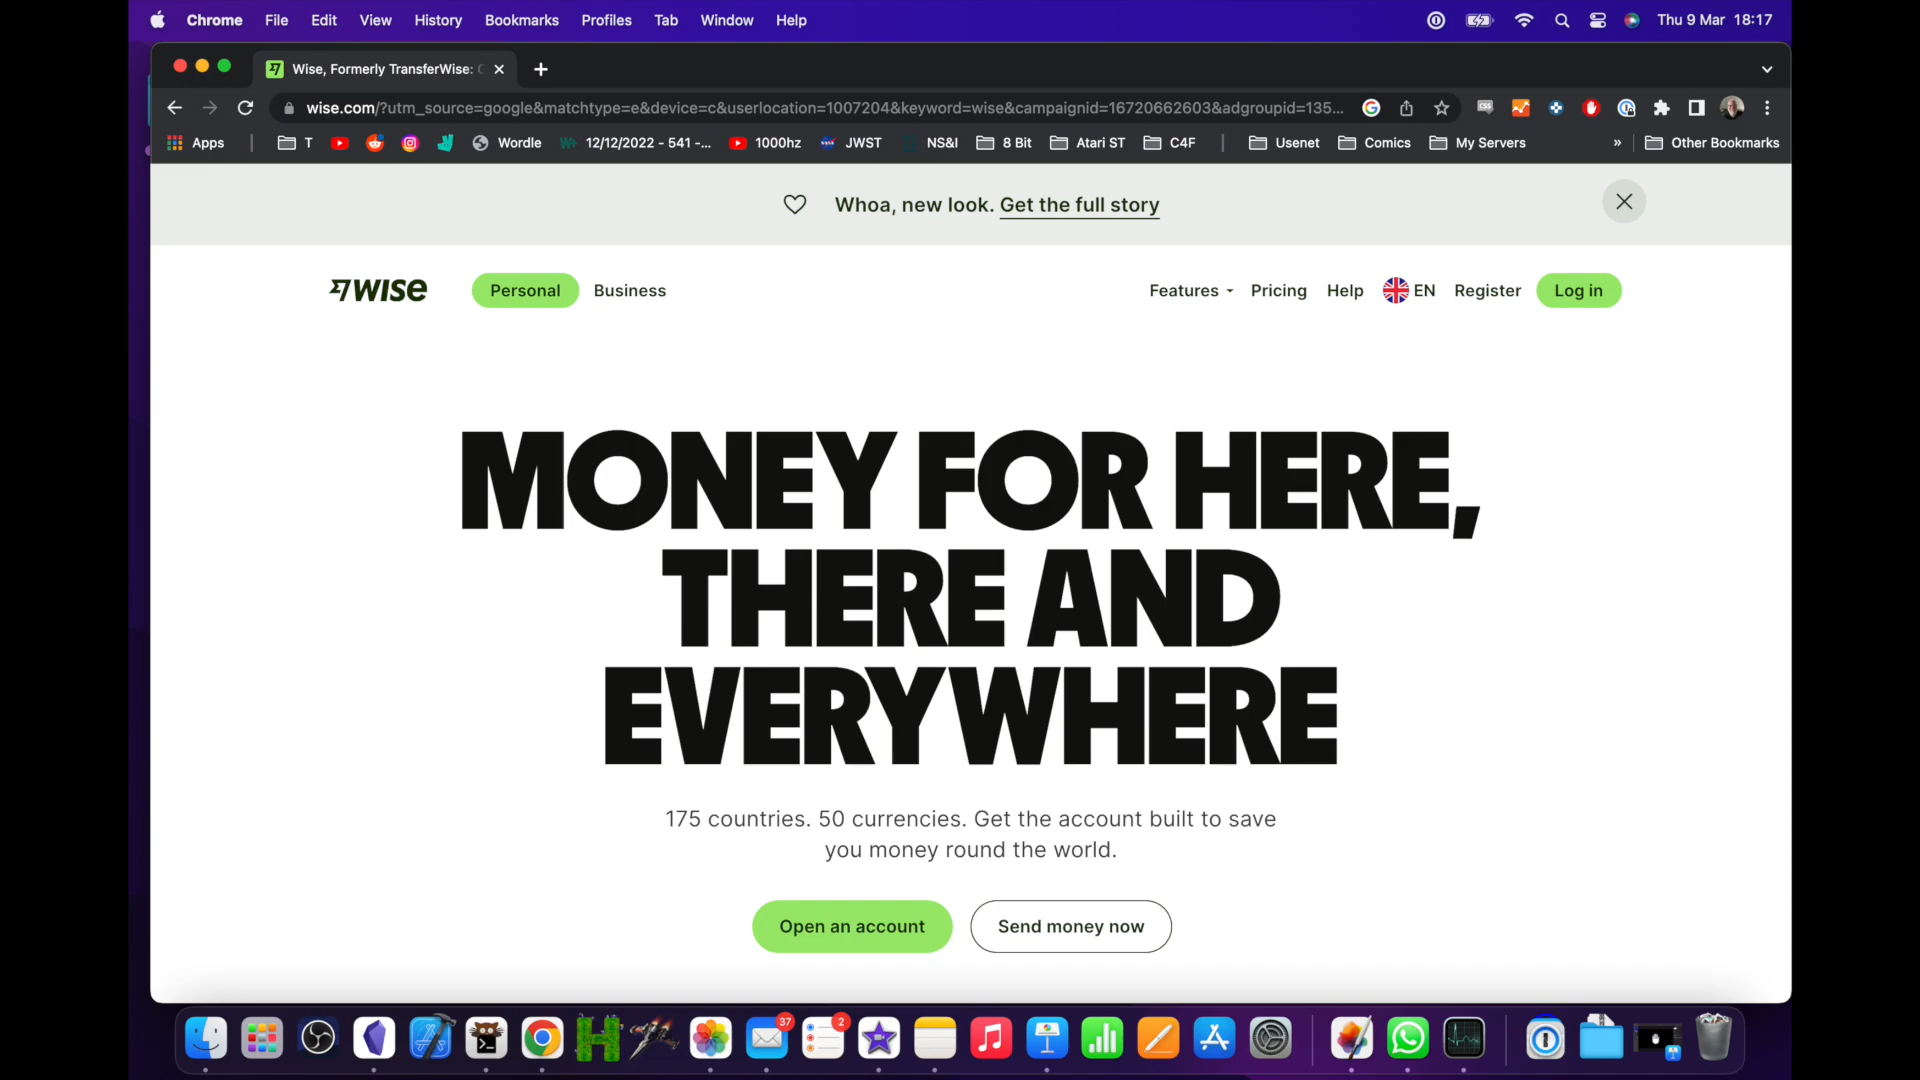 Chrome File Edit View History Bookmarks Profiles Tab Window Help Thu 9 Mar 18:17
Wise, Formerly TransferWise:
wise.com/?utm_source=google&matchtype=e&device=c&userlocation=1007204&keyword=wise&campaignid=16720662603&adgroupid=135...
Apps T Wordle 12/12/2022 - 541 -... 1000hz JWST NS&I 8 Bit Atari ST C4F Usenet Comics My Servers » Other Bookmarks
Whoa, new look. Get the full story
WISE Personal Business Features Pricing Help EN Register Log in
MONEY FOR HERE,
THERE AND
EVERYWHERE
175 countries. 50 currencies. Get the account built to save
you money round the world.
Open an account Send money now
37 2